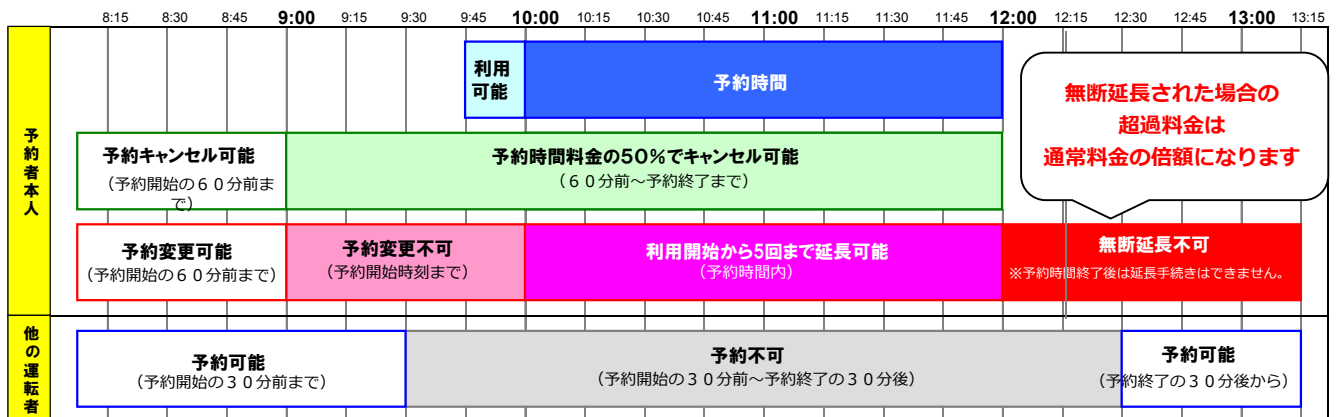 8:15 8:30 8:45 9:00 9:15 9:30 9:45 10:00 10:15 10:30 10:45 11:00 11:15 11:30 11:45 12:00 12:15 12:30 12:45 13:00 13:15
予約者本人
利用
可能
予約時間
無断延長された場合の
超過料金は
通常料金の倍額になります
予約キャンセル可能
（予約開始の６０分前ま
で）
予約時間料金の50％でキャンセル可能
（６０分前～予約終了まで）
予約変更可能
（予約開始の６０分前まで）
予約変更不可
（予約開始時刻まで）
利用開始から5回まで延長可能
（予約時間内）
無断延長不可
※予約時間終了後は延長手続きはできません。
他の運転者
予約可能
（予約開始の３０分前まで）
予約不可
（予約開始の３０分前～予約終了の３０分後）
予約可能
（予約終了の３０分後から）